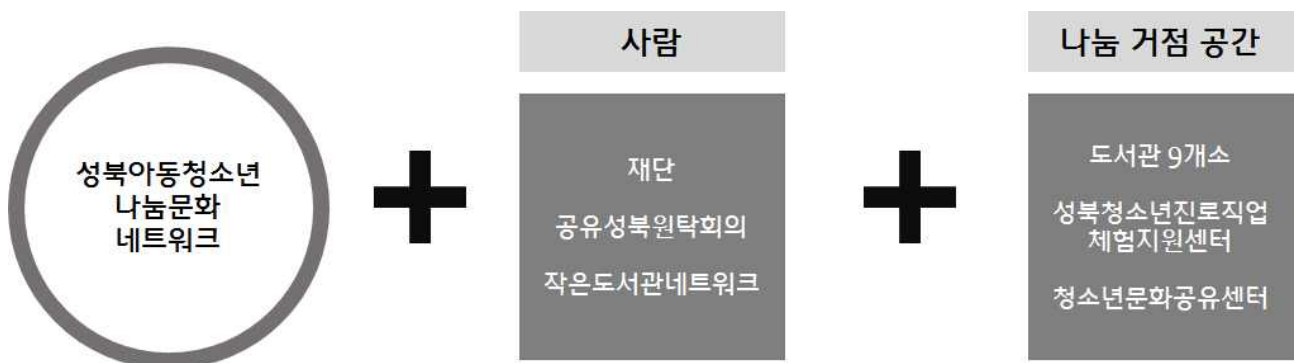 성북아동청소년
나눔문화
네트워크
사람
재단
공유성북원탁회의
작은도서관네트워크
나눔 거점 공간
도서관 9개소
성북청소년진로직업
체험지원센터
청소년문화공유센터